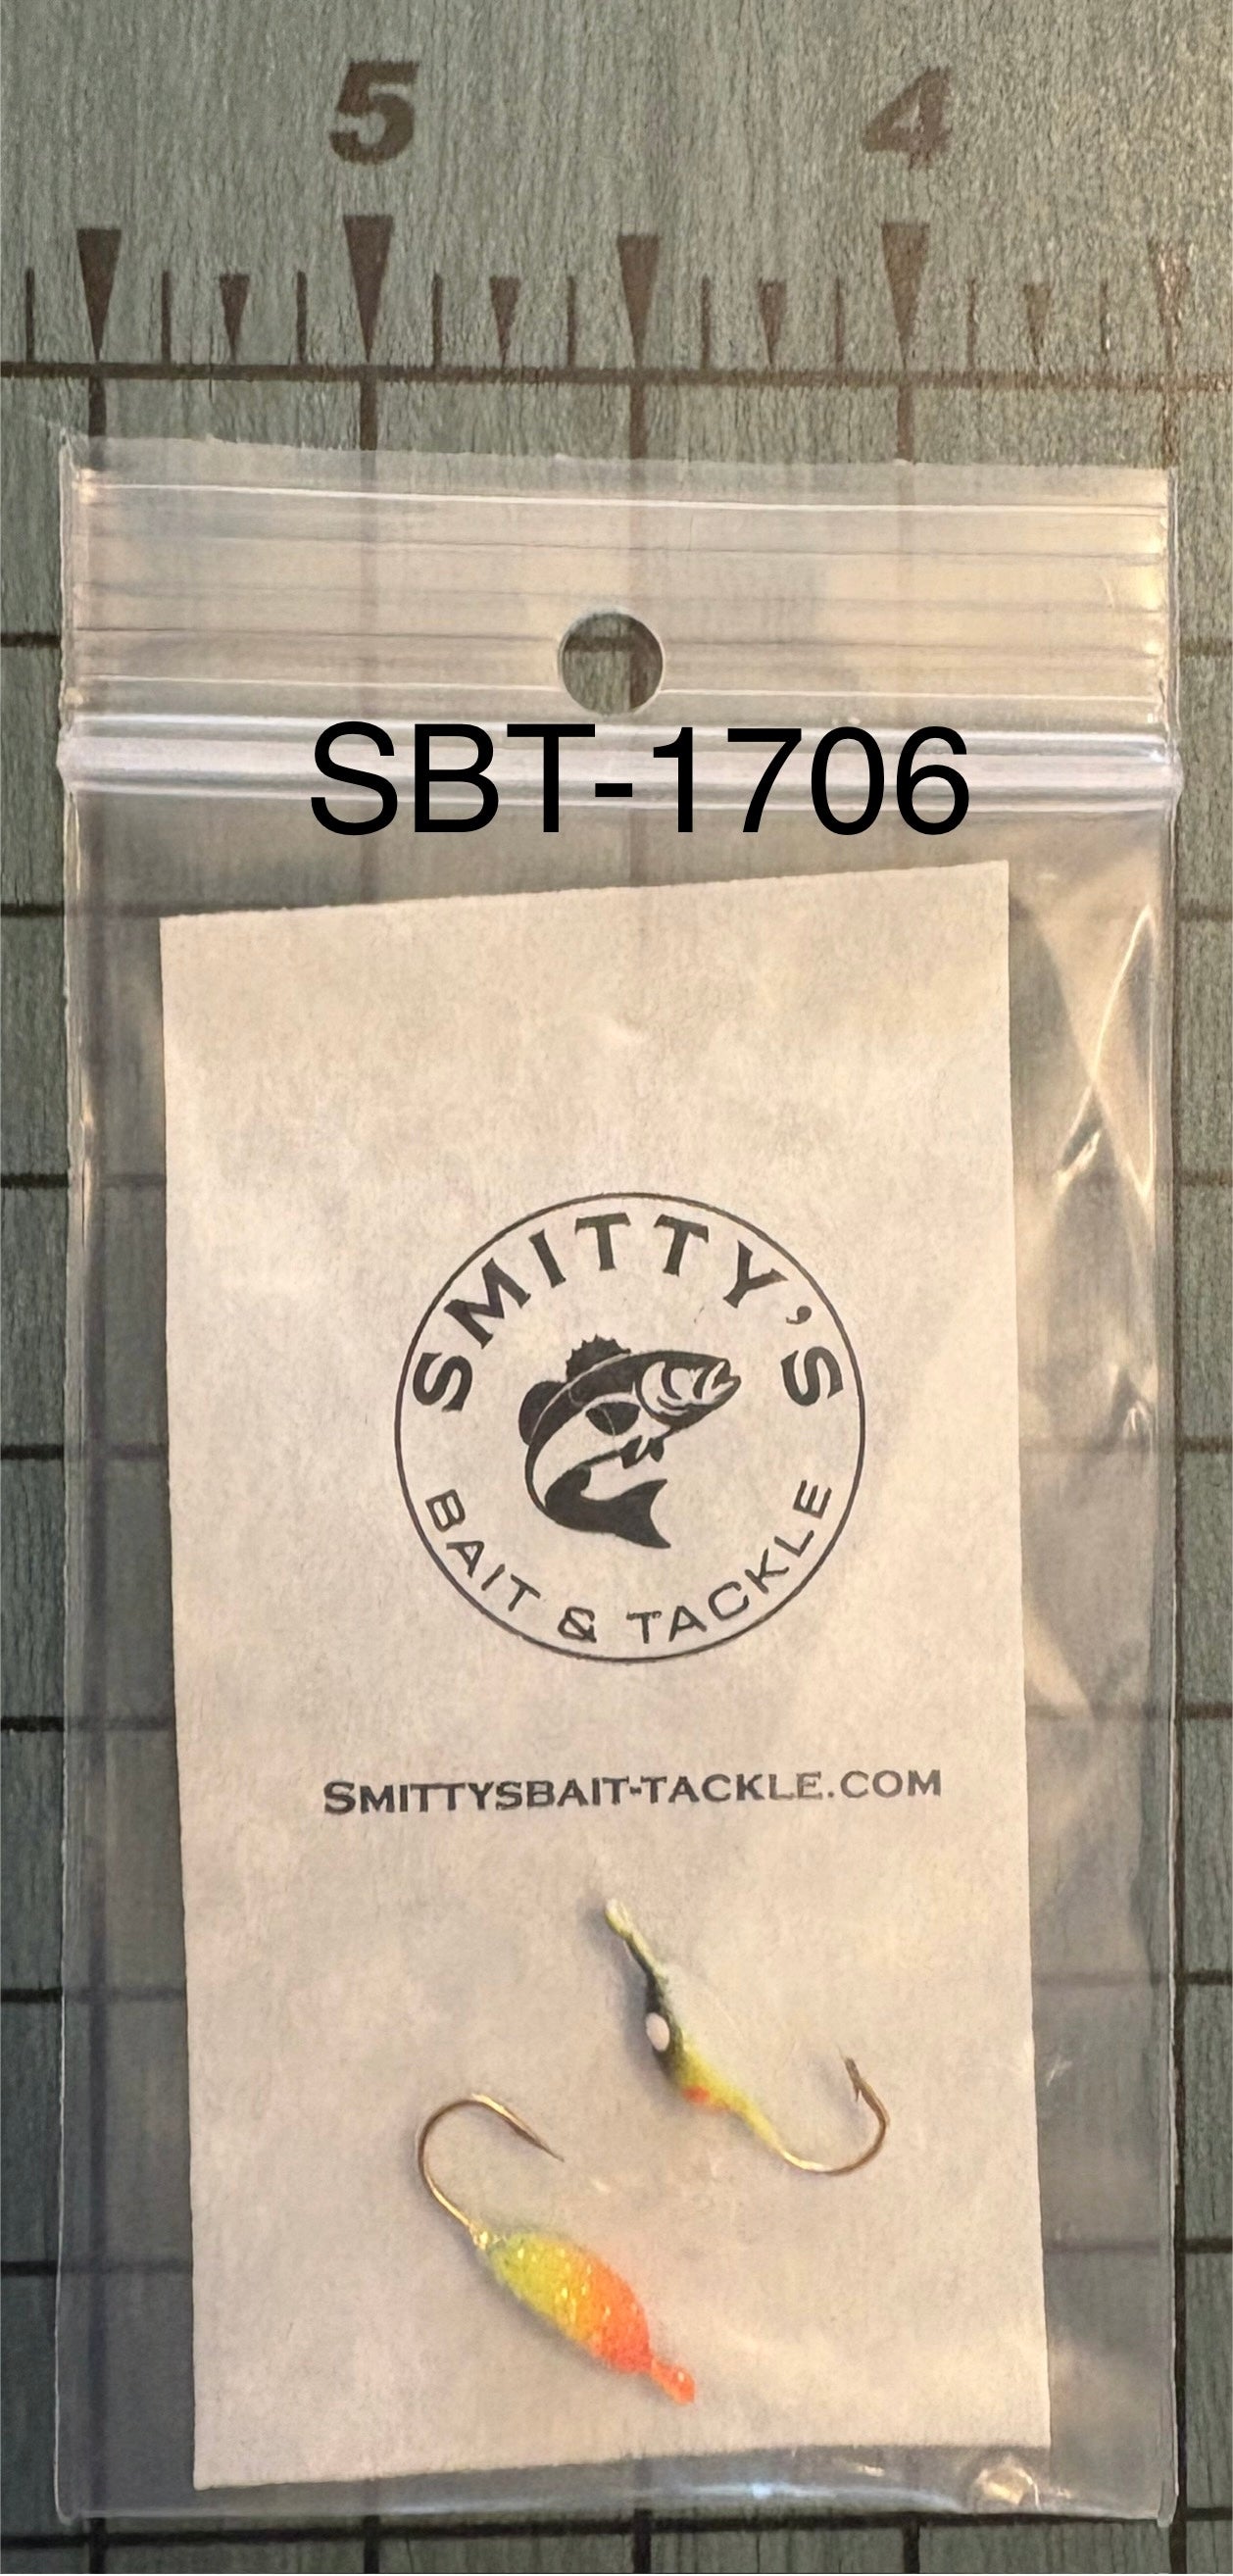 5 4
SBT-1706
SMITTY'S
BAIT & TACKLE
SMITTYSBAIT-TACKLE.COM